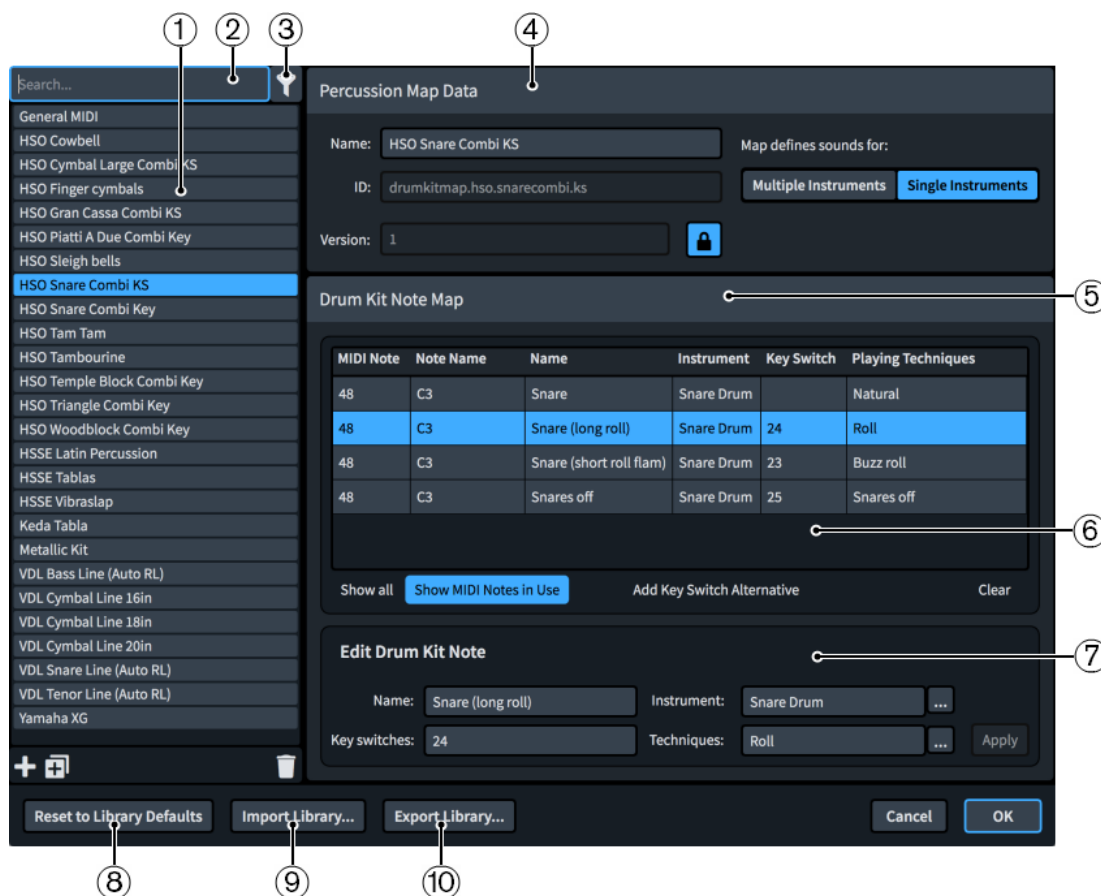 ① ② ③ ④
Search...
General MIDI
HSO Cowbell
HSO Cymbal Large Combi KS
HSO Finger cymbals
HSO Gran Cassa Combi KS
HSO Piatti A Due Combi Key
HSO Sleigh bells
HSO Snare Combi KS
HSO Snare Combi Key
HSO Tam Tam
HSO Tambourine
HSO Temple Block Combi Key
HSO Triangle Combi Key
HSO Woodblock Combi Key
HSSE Latin Percussion
HSSE Tablas
HSSE Vibraslap
Keda Tabla
Metallic Kit
VDL Bass Line (Auto RL)
VDL Cymbal Line 16in
VDL Cymbal Line 18in
VDL Cymbal Line 20in
VDL Snare Line (Auto RL)
VDL Tenor Line (Auto RL)
Yamaha XG
Percussion Map Data
Name: HSO Snare Combi KS
Map defines sounds for:
ID: drumkitmap.hso.snarecombi.ks
Multiple Instruments Single Instruments
Version: 1
Drum Kit Note Map
⑤
MIDI Note Note Name Name Instrument Key Switch Playing Techniques
48 C3 Snare Snare Drum Natural
48 C3 Snare (long roll) Snare Drum 24 Roll
48 C3 Snare (short roll flam) Snare Drum 23 Buzz roll
48 C3 Snares off Snare Drum 25 Snares off
⑥
Show all Show MIDI Notes in Use Add Key Switch Alternative Clear
Edit Drum Kit Note
⑦
Name: Snare (long roll) Instrument: Snare Drum ...
Key switches: 24 Techniques: Roll ... Apply
Reset to Library Defaults Import Library... Export Library... Cancel OK
⑧ ⑨ ⑩